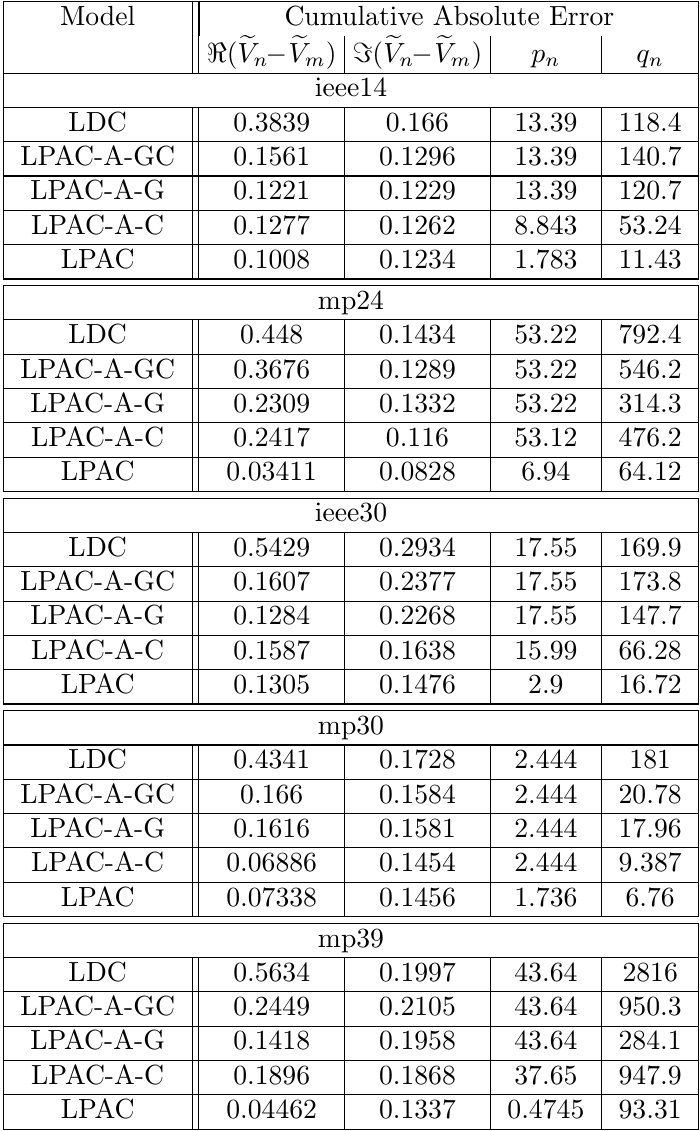 Model Cumulative Absolute Error
ℜ(Ṽn−Ṽm) ℑ(Ṽn−Ṽm) pn qn
ieee14
LDC 0.3839 0.166 13.39 118.4
LPAC-A-GC 0.1561 0.1296 13.39 140.7
LPAC-A-G 0.1221 0.1229 13.39 120.7
LPAC-A-C 0.1277 0.1262 8.843 53.24
LPAC 0.1008 0.1234 1.783 11.43
mp24
LDC 0.448 0.1434 53.22 792.4
LPAC-A-GC 0.3676 0.1289 53.22 546.2
LPAC-A-G 0.2309 0.1332 53.22 314.3
LPAC-A-C 0.2417 0.116 53.12 476.2
LPAC 0.03411 0.0828 6.94 64.12
ieee30
LDC 0.5429 0.2934 17.55 169.9
LPAC-A-GC 0.1607 0.2377 17.55 173.8
LPAC-A-G 0.1284 0.2268 17.55 147.7
LPAC-A-C 0.1587 0.1638 15.99 66.28
LPAC 0.1305 0.1476 2.9 16.72
mp30
LDC 0.4341 0.1728 2.444 181
LPAC-A-GC 0.166 0.1584 2.444 20.78
LPAC-A-G 0.1616 0.1581 2.444 17.96
LPAC-A-C 0.06886 0.1454 2.444 9.387
LPAC 0.07338 0.1456 1.736 6.76
mp39
LDC 0.5634 0.1997 43.64 2816
LPAC-A-GC 0.2449 0.2105 43.64 950.3
LPAC-A-G 0.1418 0.1958 43.64 284.1
LPAC-A-C 0.1896 0.1868 37.65 947.9
LPAC 0.04462 0.1337 0.4745 93.31